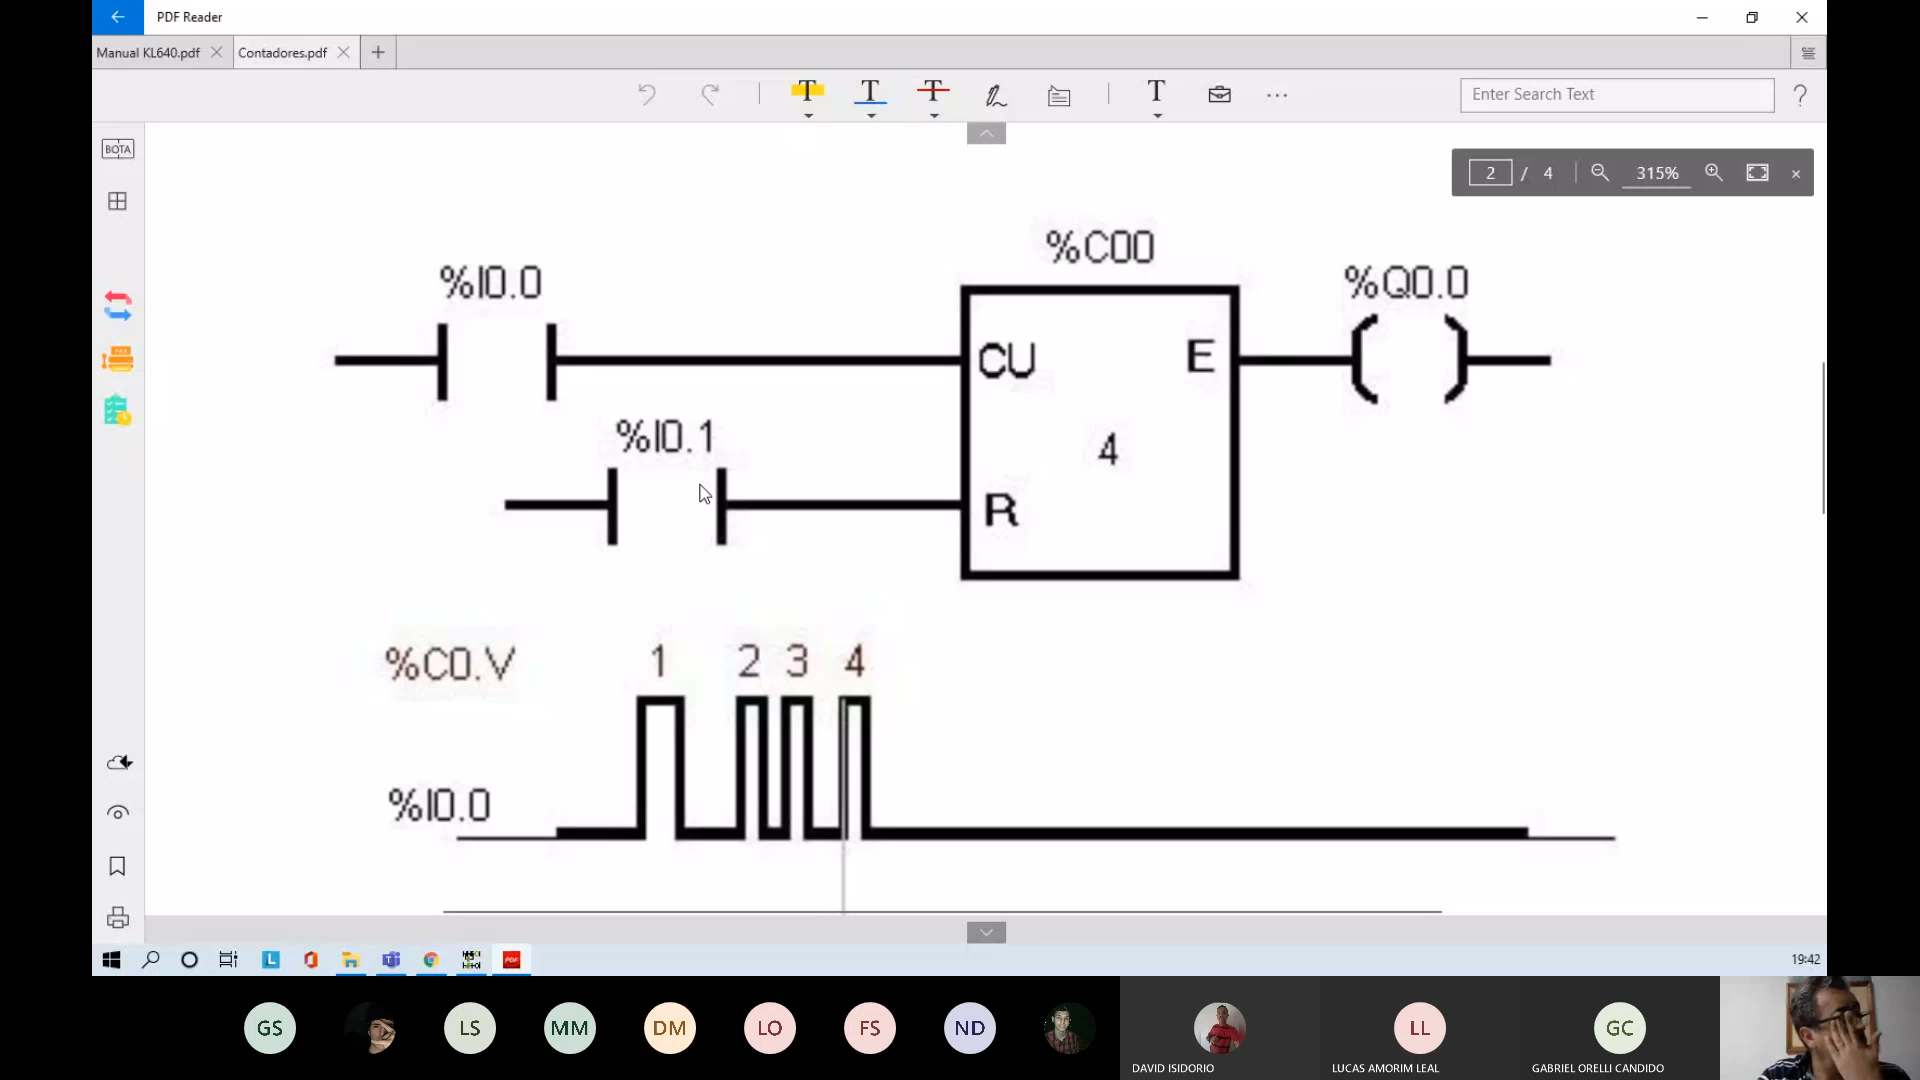 PDF Reader
Manual KL640.pdf
Contadores.pdf
T T T T
Enter Search Text
?
BOTA
2 / 4 315%
%C00
%I0.0
%Q0.0
CU E
%I0.1
4
R
%C0.V 1 2 3 4
%I0.0
L
PDF
19:42
GS LS MM DM LO FS ND LL GC
DAVID ISIDORIO LUCAS AMORIM LEAL GABRIEL ORELLI CANDIDO